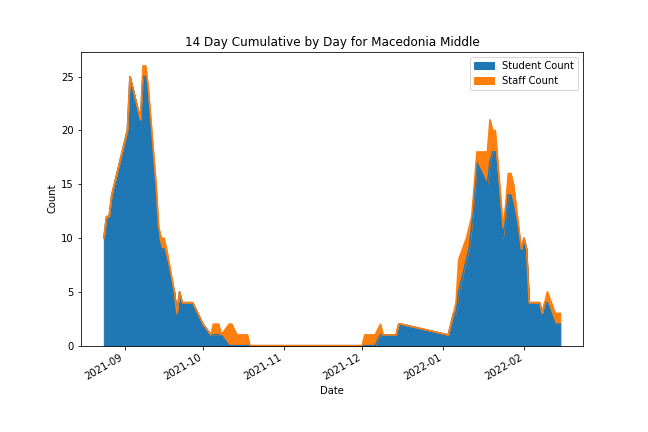 14 Day Cumulative by Day for Macedonia Middle
Student Count
Staff Count
25
20
15
10
5
0
Count
2021-09
2021-10
2021-11
2021-12
2022-01
2022-02
Date